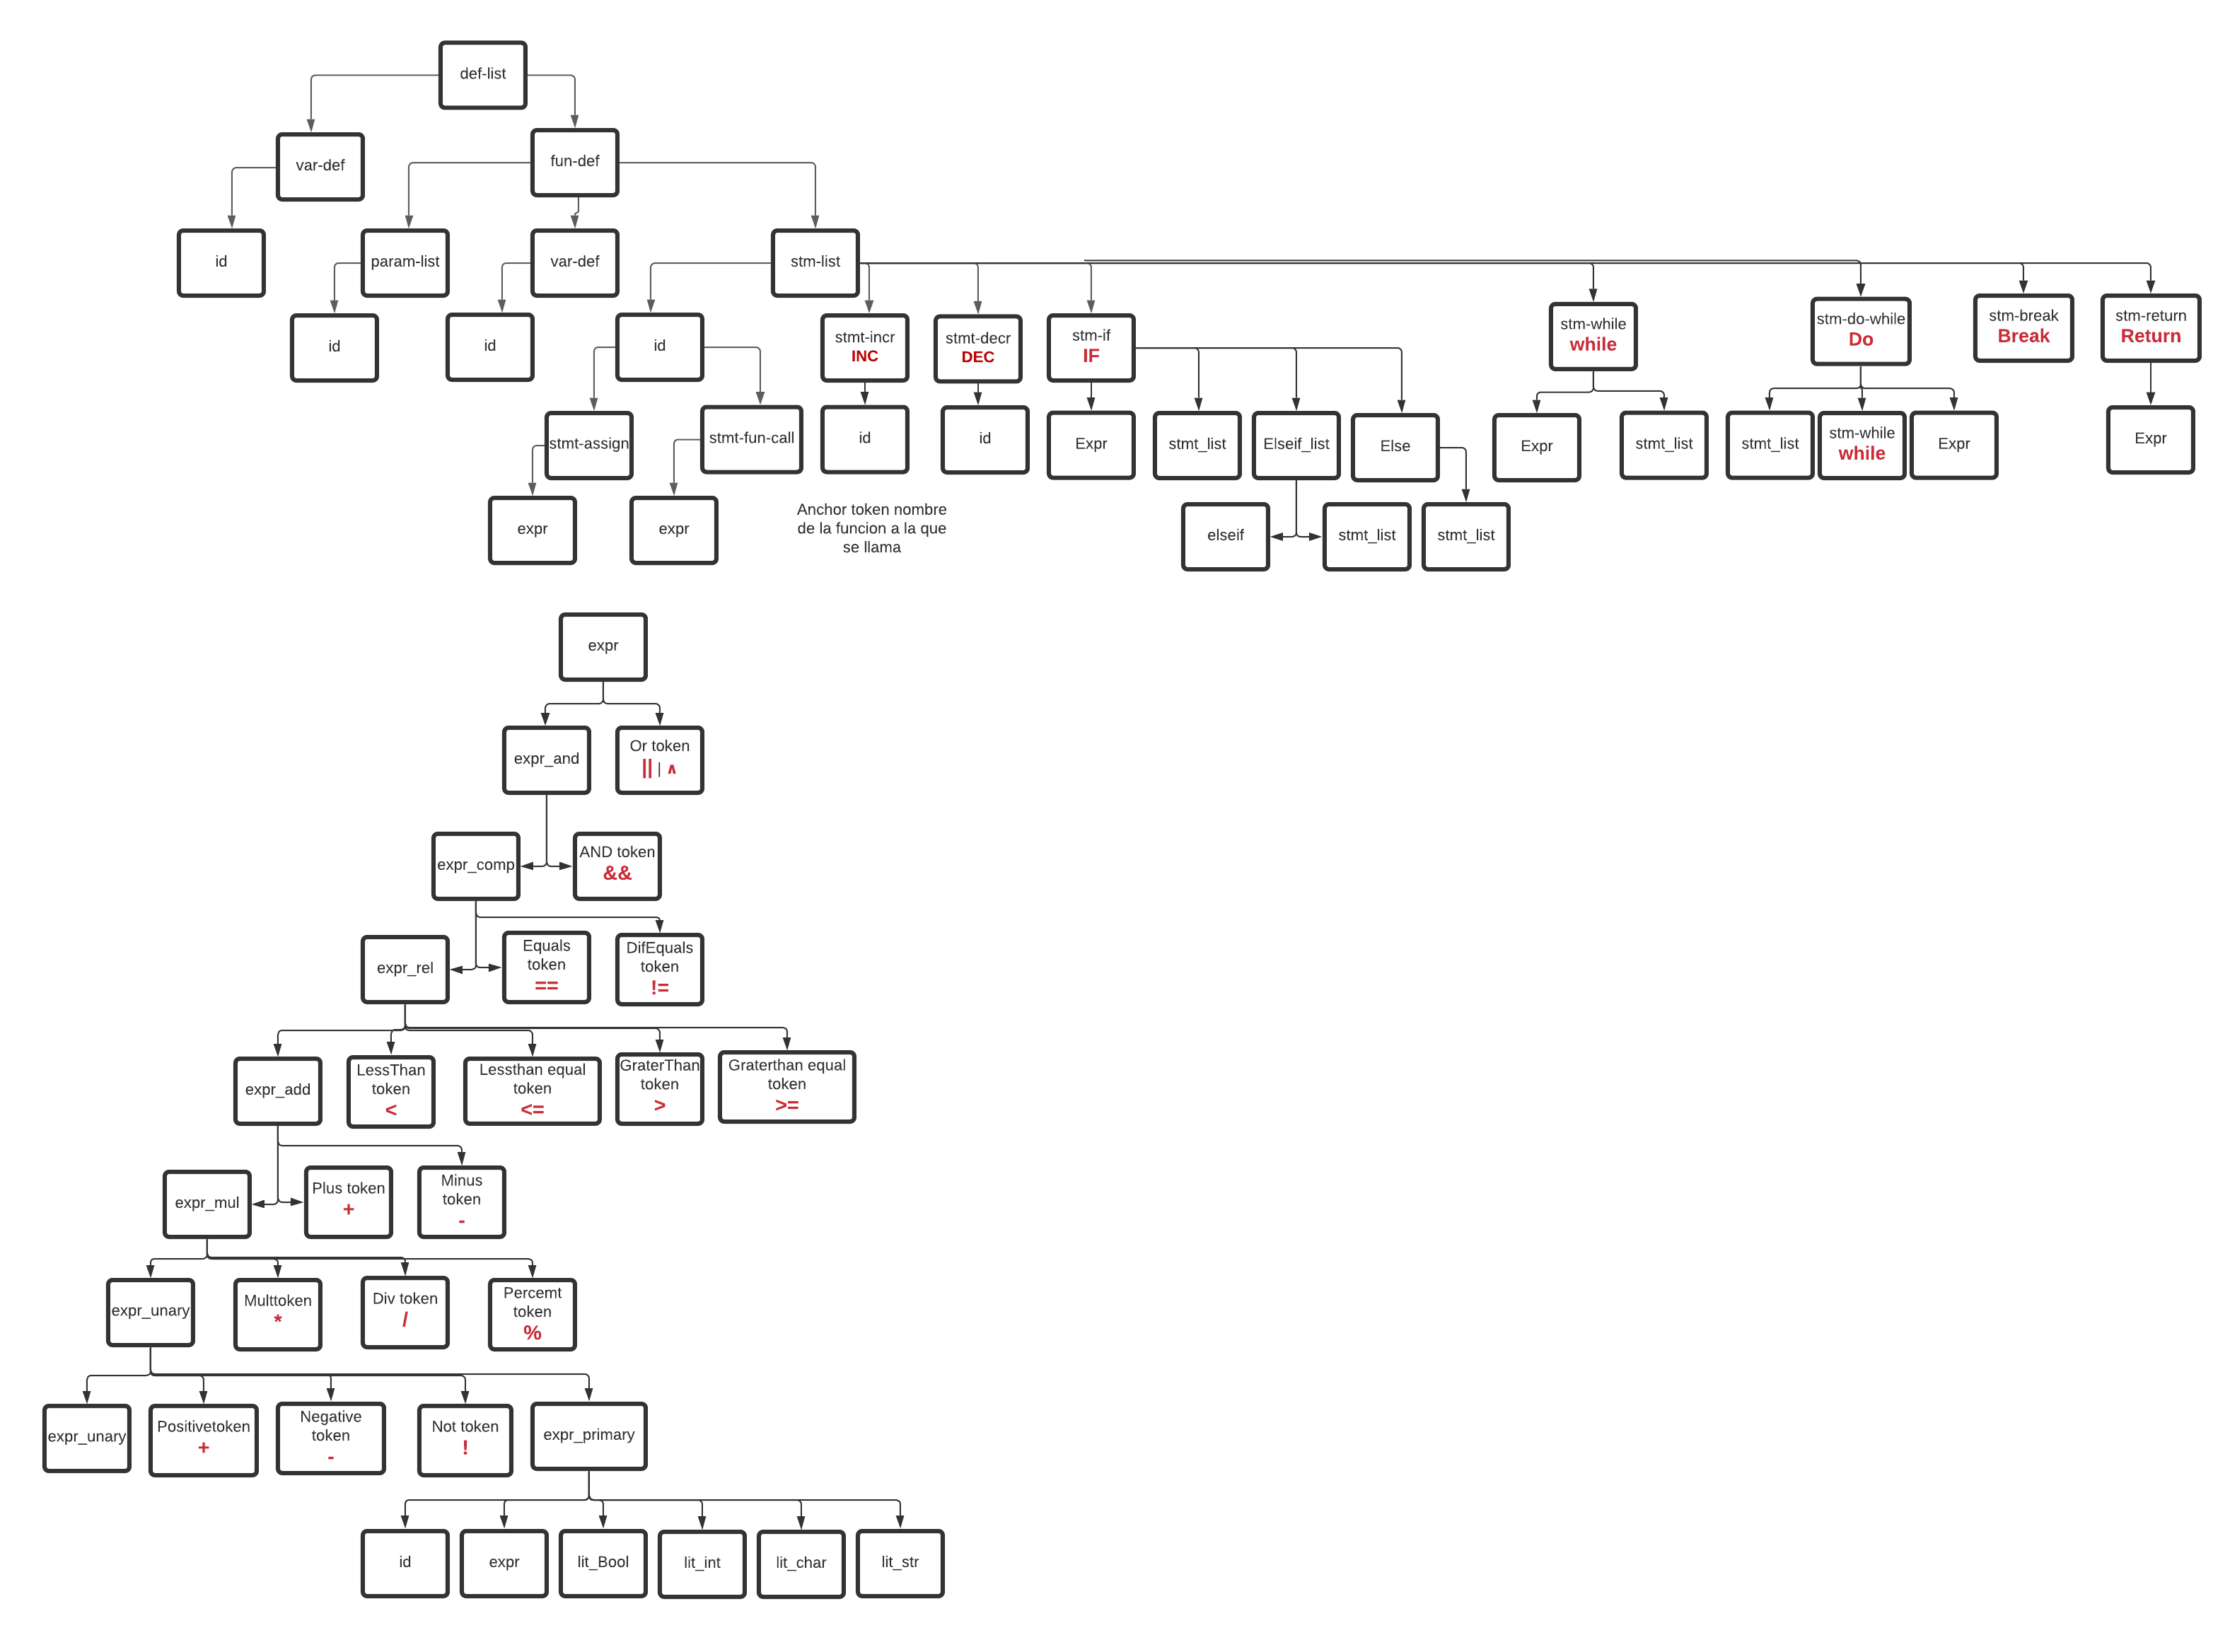 def-list
var-def
fun-def
id
param-list
var-def
stm-list
id
id
id
stmt-incr
INC
stmt-decr
DEC
stm-if
IF
stm-while
while
stm-do-while
Do
stm-break
Break
stm-return
Return
stmt-assign
stmt-fun-call
id
id
Expr
stmt_list
Elseif_list
Else
Expr
stmt_list
stmt_list
stm-while
while
Expr
Expr
expr
expr
Anchor token nombre
de la funcion a la que
se llama
elseif
stmt_list
stmt_list
expr
expr_and
Or token
|| | ∧
expr_comp
AND token
&&
expr_rel
Equals
token
==
DifEquals
token
!=
expr_add
LessThan
token
<
Lessthan equal
token
<=
GraterThan
token
>
Graterthan equal
token
>=
expr_mul
Plus token
+
Minus
token
-
expr_unary
Multtoken
*
Div token
/
Percemt
token
%
expr_unary
Positivetoken
+
Negative
token
-
Not token
!
expr_primary
id
expr
lit_Bool
lit_int
lit_char
lit_str